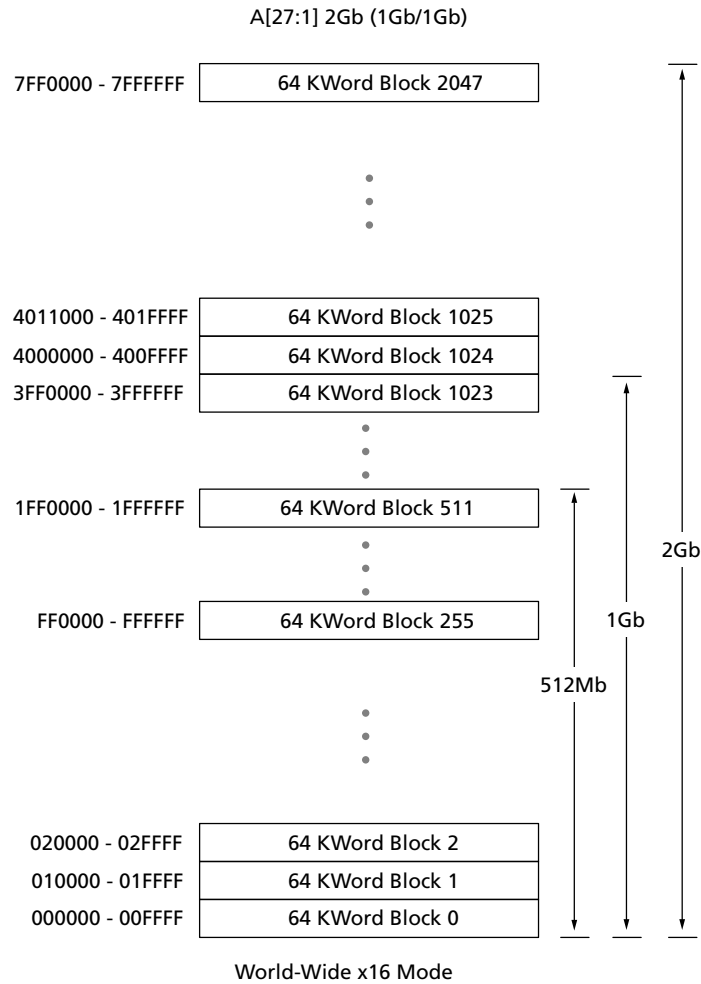 A[27:1] 2Gb (1Gb/1Gb)
7FF0000 - 7FFFFFF 64 KWord Block 2047
4011000 - 401FFFF 64 KWord Block 1025
4000000 - 400FFFF 64 KWord Block 1024
3FF0000 - 3FFFFFF 64 KWord Block 1023
1FF0000 - 1FFFFFF 64 KWord Block 511
2Gb
FF0000 - FFFFFF 64 KWord Block 255
1Gb
512Mb
020000 - 02FFFF 64 KWord Block 2
010000 - 01FFFF 64 KWord Block 1
000000 - 00FFFF 64 KWord Block 0
World-Wide x16 Mode